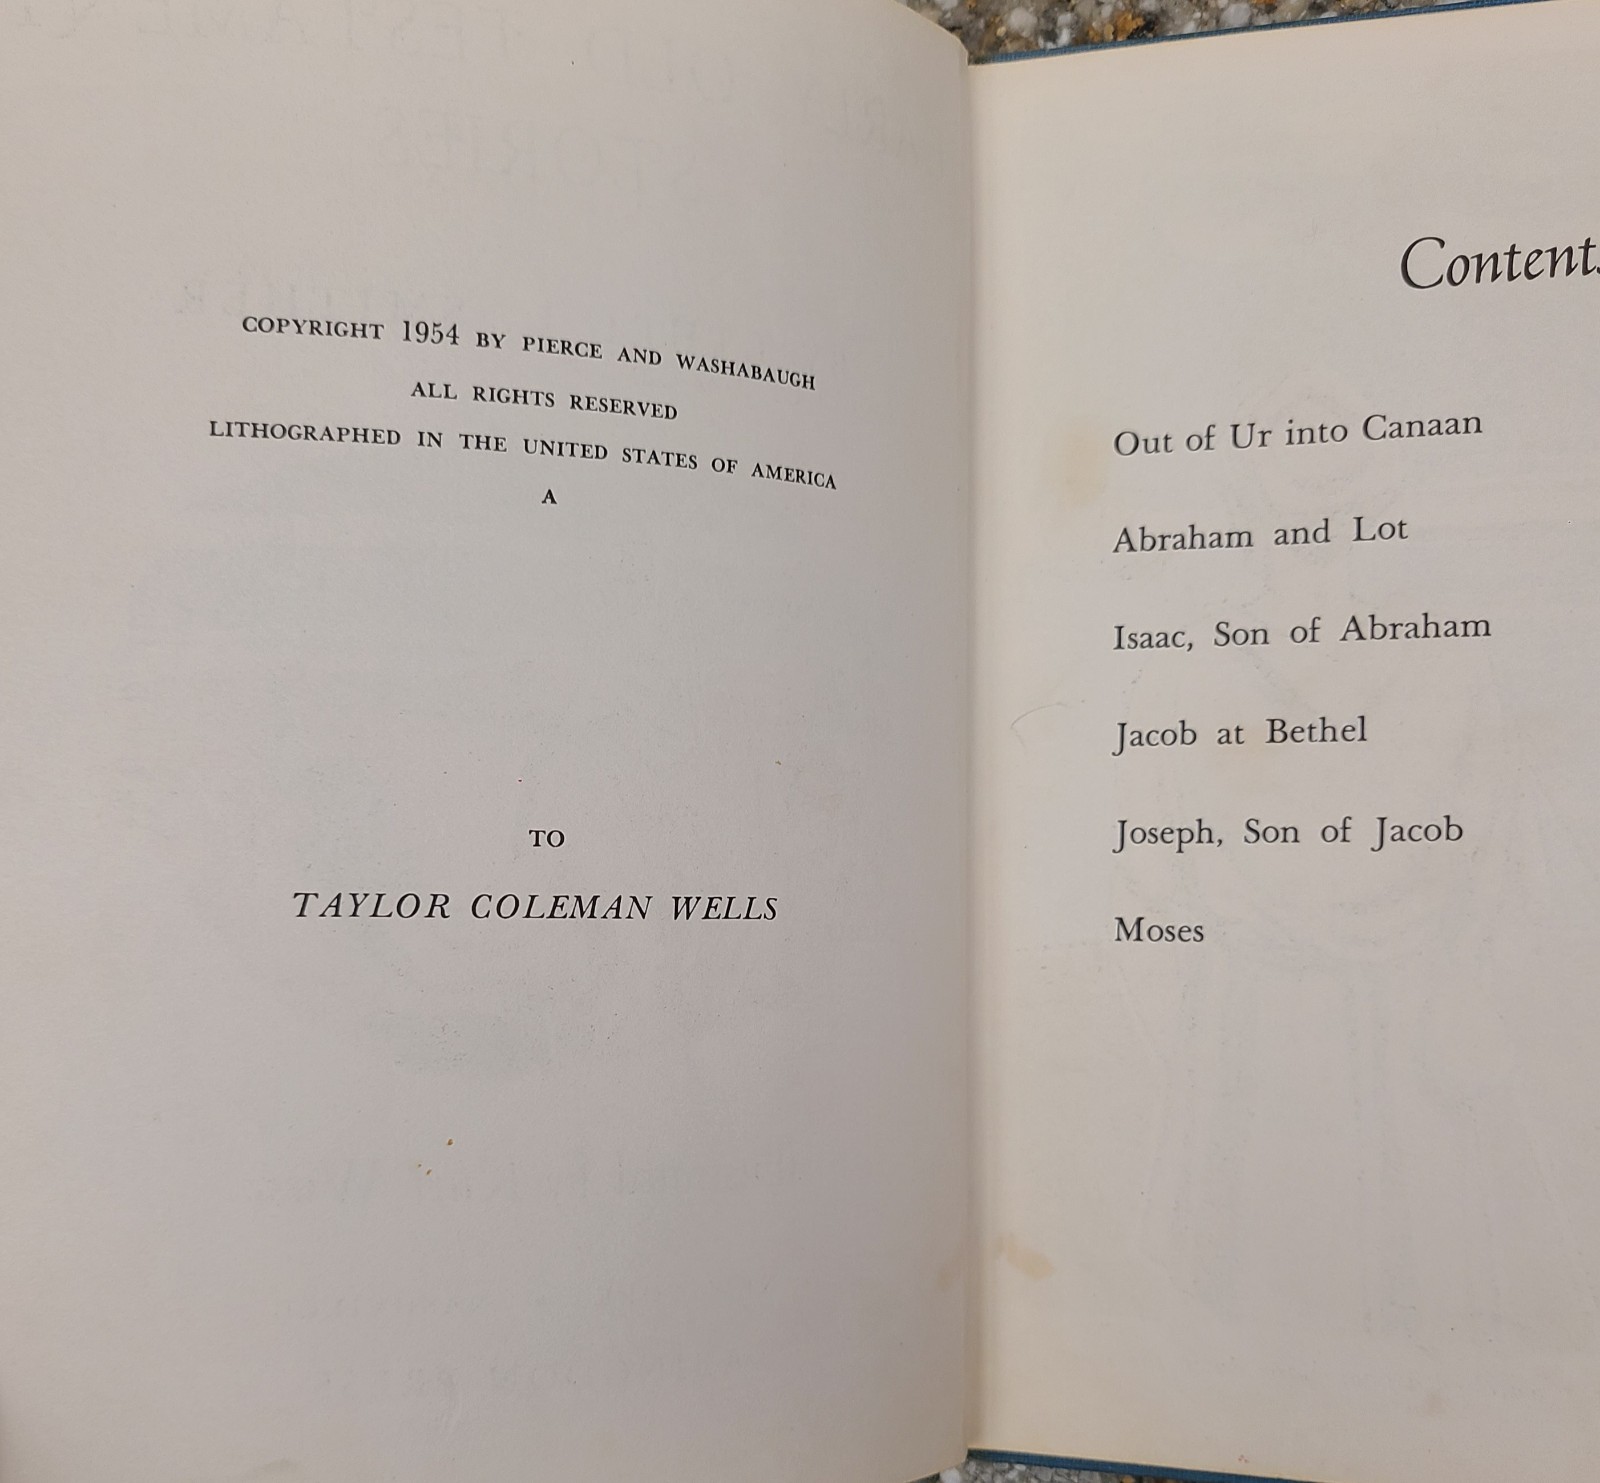 COPYRIGHT 1954 BY PIERCE AND WASHABAUGH
ALL RIGHTS RESERVED
LITHOGRAPHED IN THE UNITED STATES OF AMERICA
A
TO
TAYLOR COLEMAN WELLS
Contents
Out of Ur into Canaan
Abraham and Lot
Isaac, Son of Abraham
Jacob at Bethel
Joseph, Son of Jacob
Moses